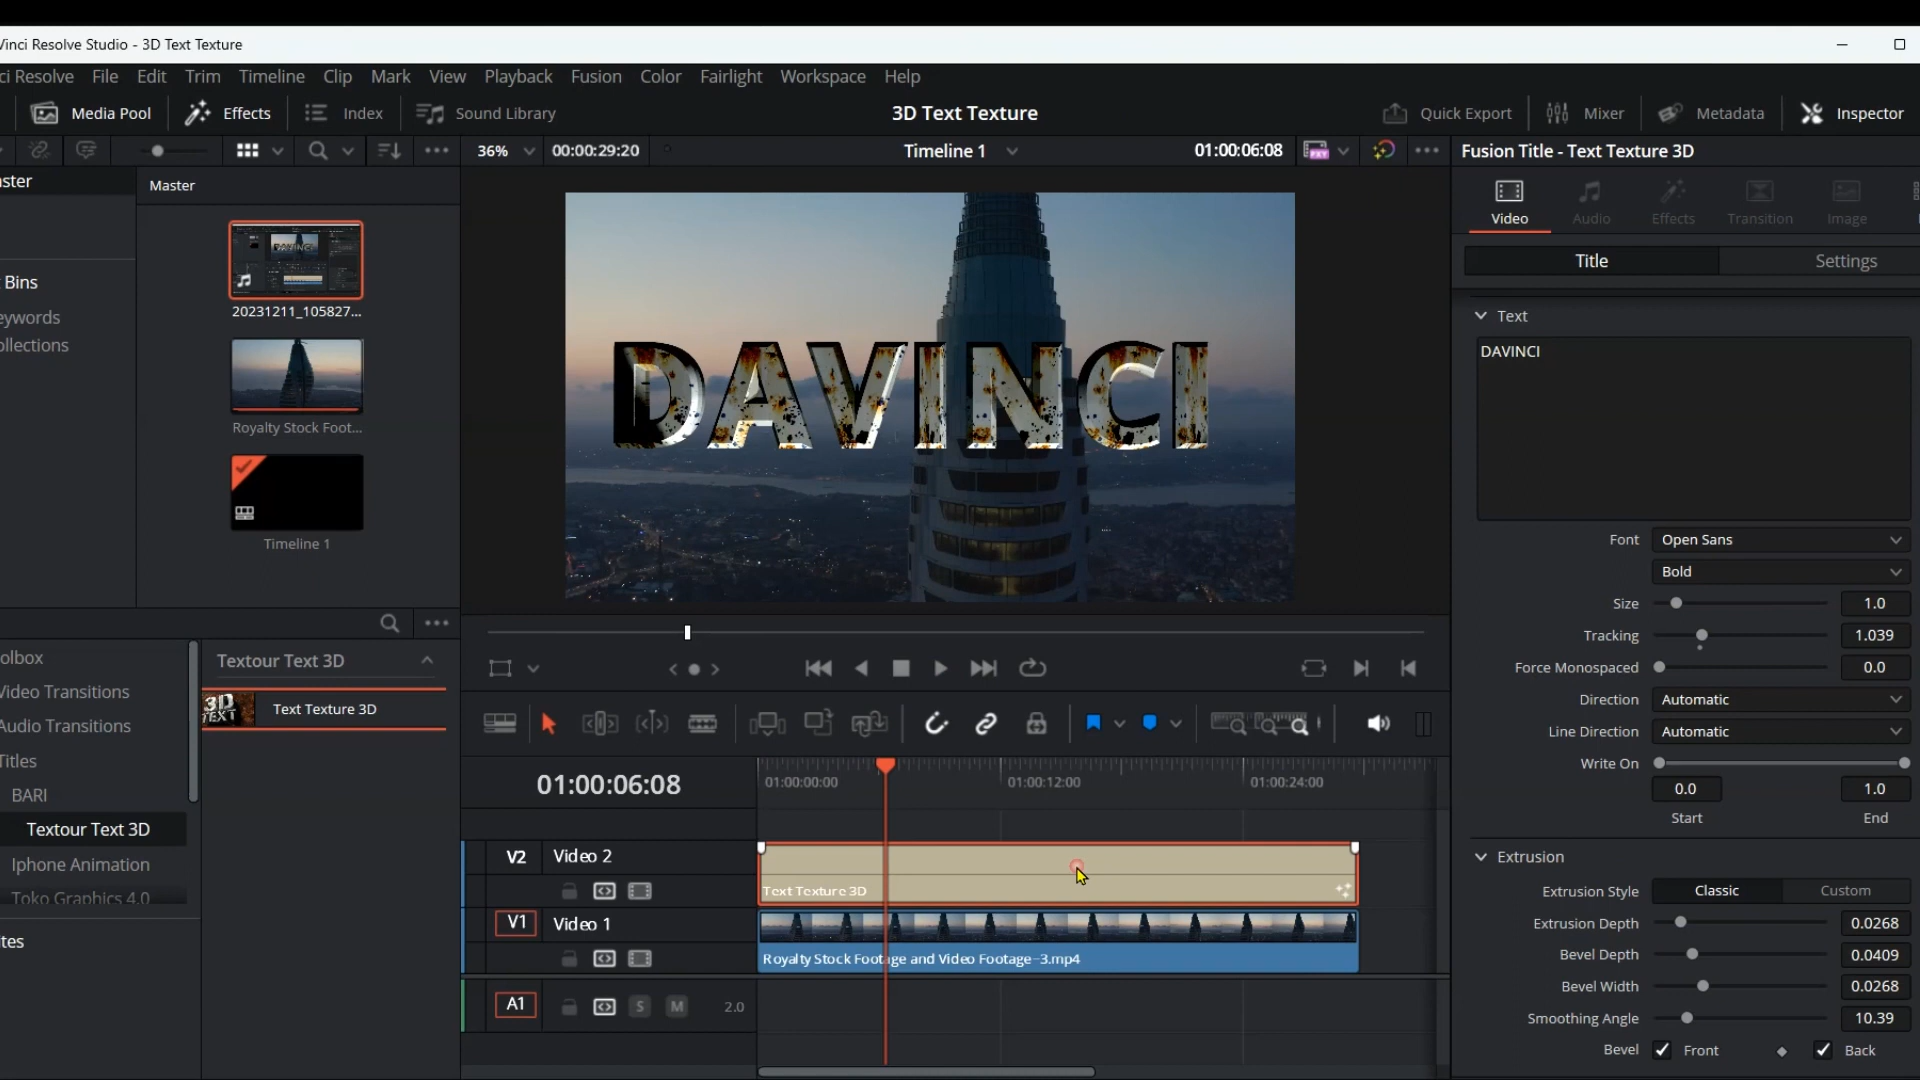 Vinci Resolve Studio - 3D Text Texture
ci Resolve File Edit Trim Timeline Clip Mark View Playback Fusion Color Fairlight Workspace Help
Media Pool Effects Index Sound Library 3D Text Texture Quick Export Mixer Metadata Inspector
36% 00:00:29:20 Timeline 1 01:00:06:08 Fusion Title - Text Texture 3D
aster Master
Video Audio Effects Transition Image
Title Settings
Bins
20231211_105827...
eywords
ollections
Royalty Stock Foot...
Timeline 1
DAVINCI
Text
DAVINCI
Font Open Sans
Bold
Size 1.0
Tracking 1.039
Force Monospaced 0.0
Direction Automatic
Line Direction Automatic
Write On
0.0 1.0
Start End
Extrusion
Extrusion Style Classic Custom
Extrusion Depth 0.0268
Bevel Depth 0.0409
Bevel Width 0.0268
Smoothing Angle 10.39
Bevel Front Back
olbox
Video Transitions
Audio Transitions
Titles
BARI
Textour Text 3D
Iphone Animation
Toko Graphics 4.0
ites
Textour Text 3D
3D TEXT
Text Texture 3D
01:00:06:08
01:00:00:00 01:00:12:00 01:00:24:00
V2 Video 2
Text Texture 3D
V1 Video 1
Royalty Stock Footage and Video Footage-3.mp4
A1 S M 2.0